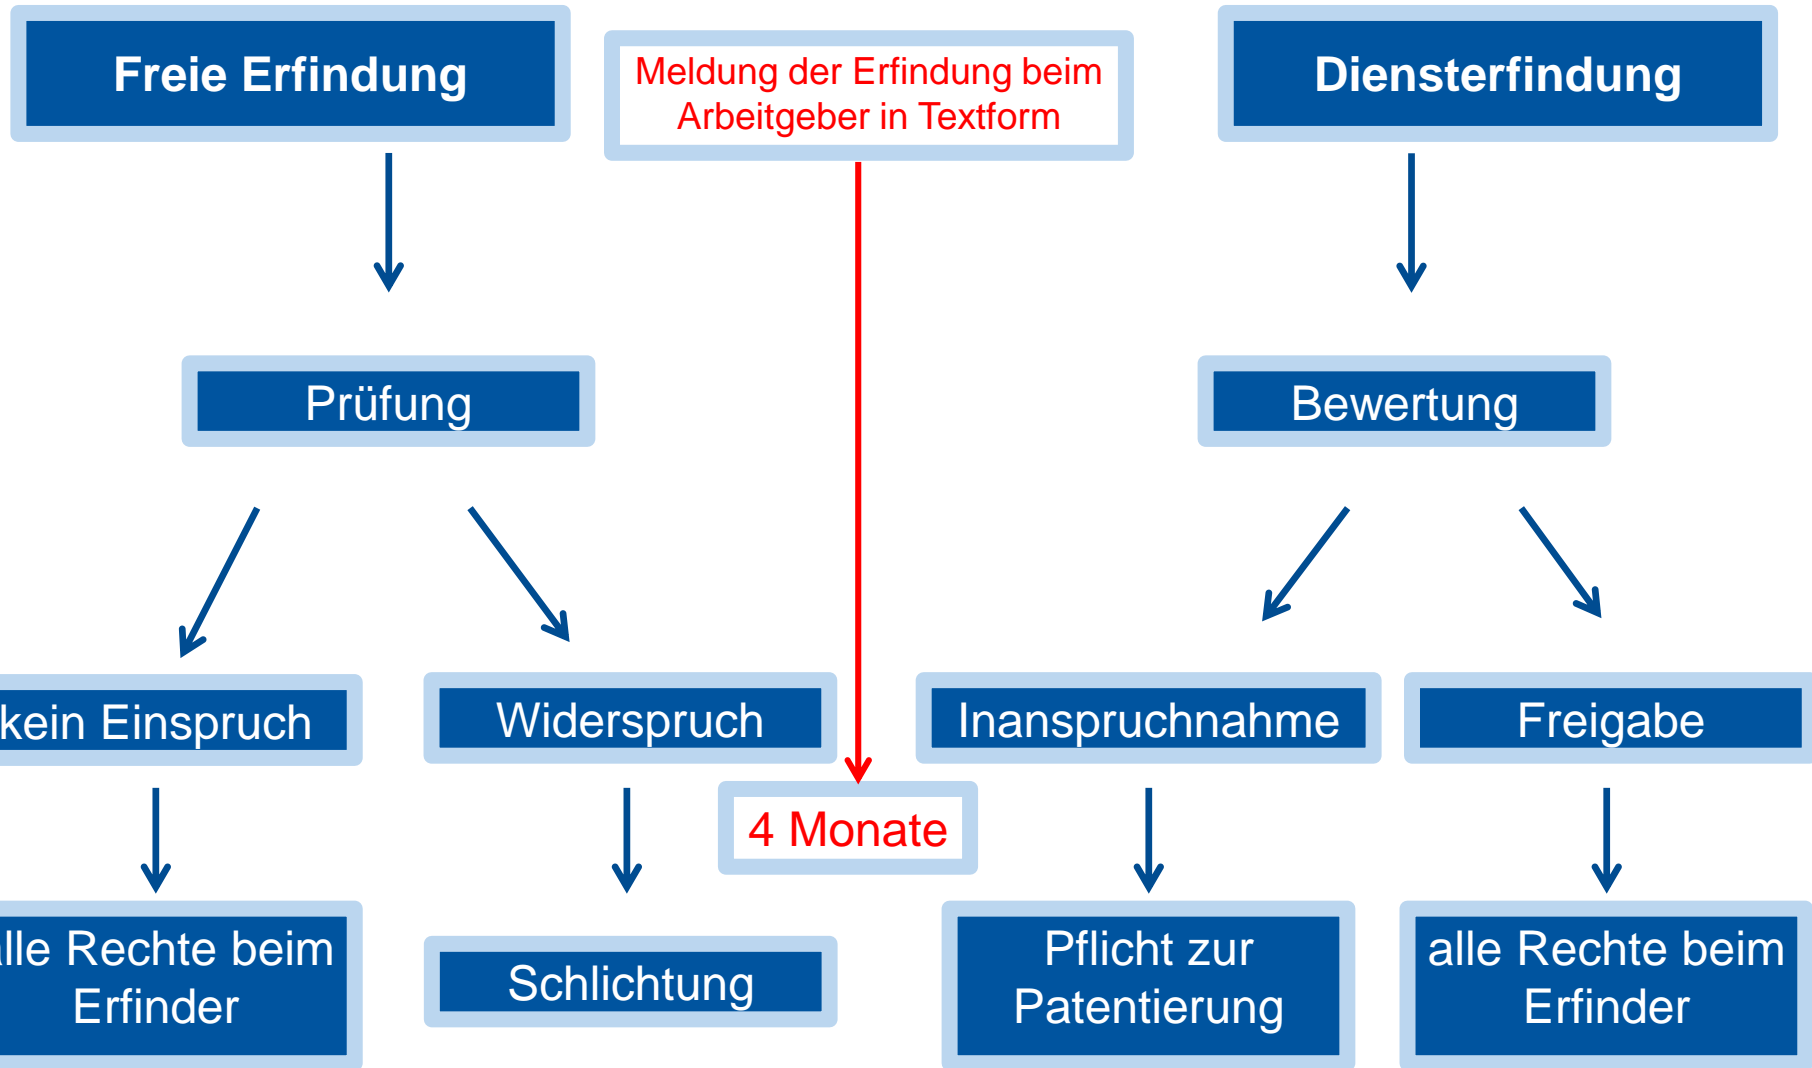 Freie Erfindung
Meldung der Erfindung beim
Arbeitgeber in Textform
Diensterfindung
Prüfung
Bewertung
kein Einspruch
Widerspruch
Inanspruchnahme
Freigabe
4 Monate
alle Rechte beim
Erfinder
Schlichtung
Pflicht zur
Patentierung
alle Rechte beim
Erfinder